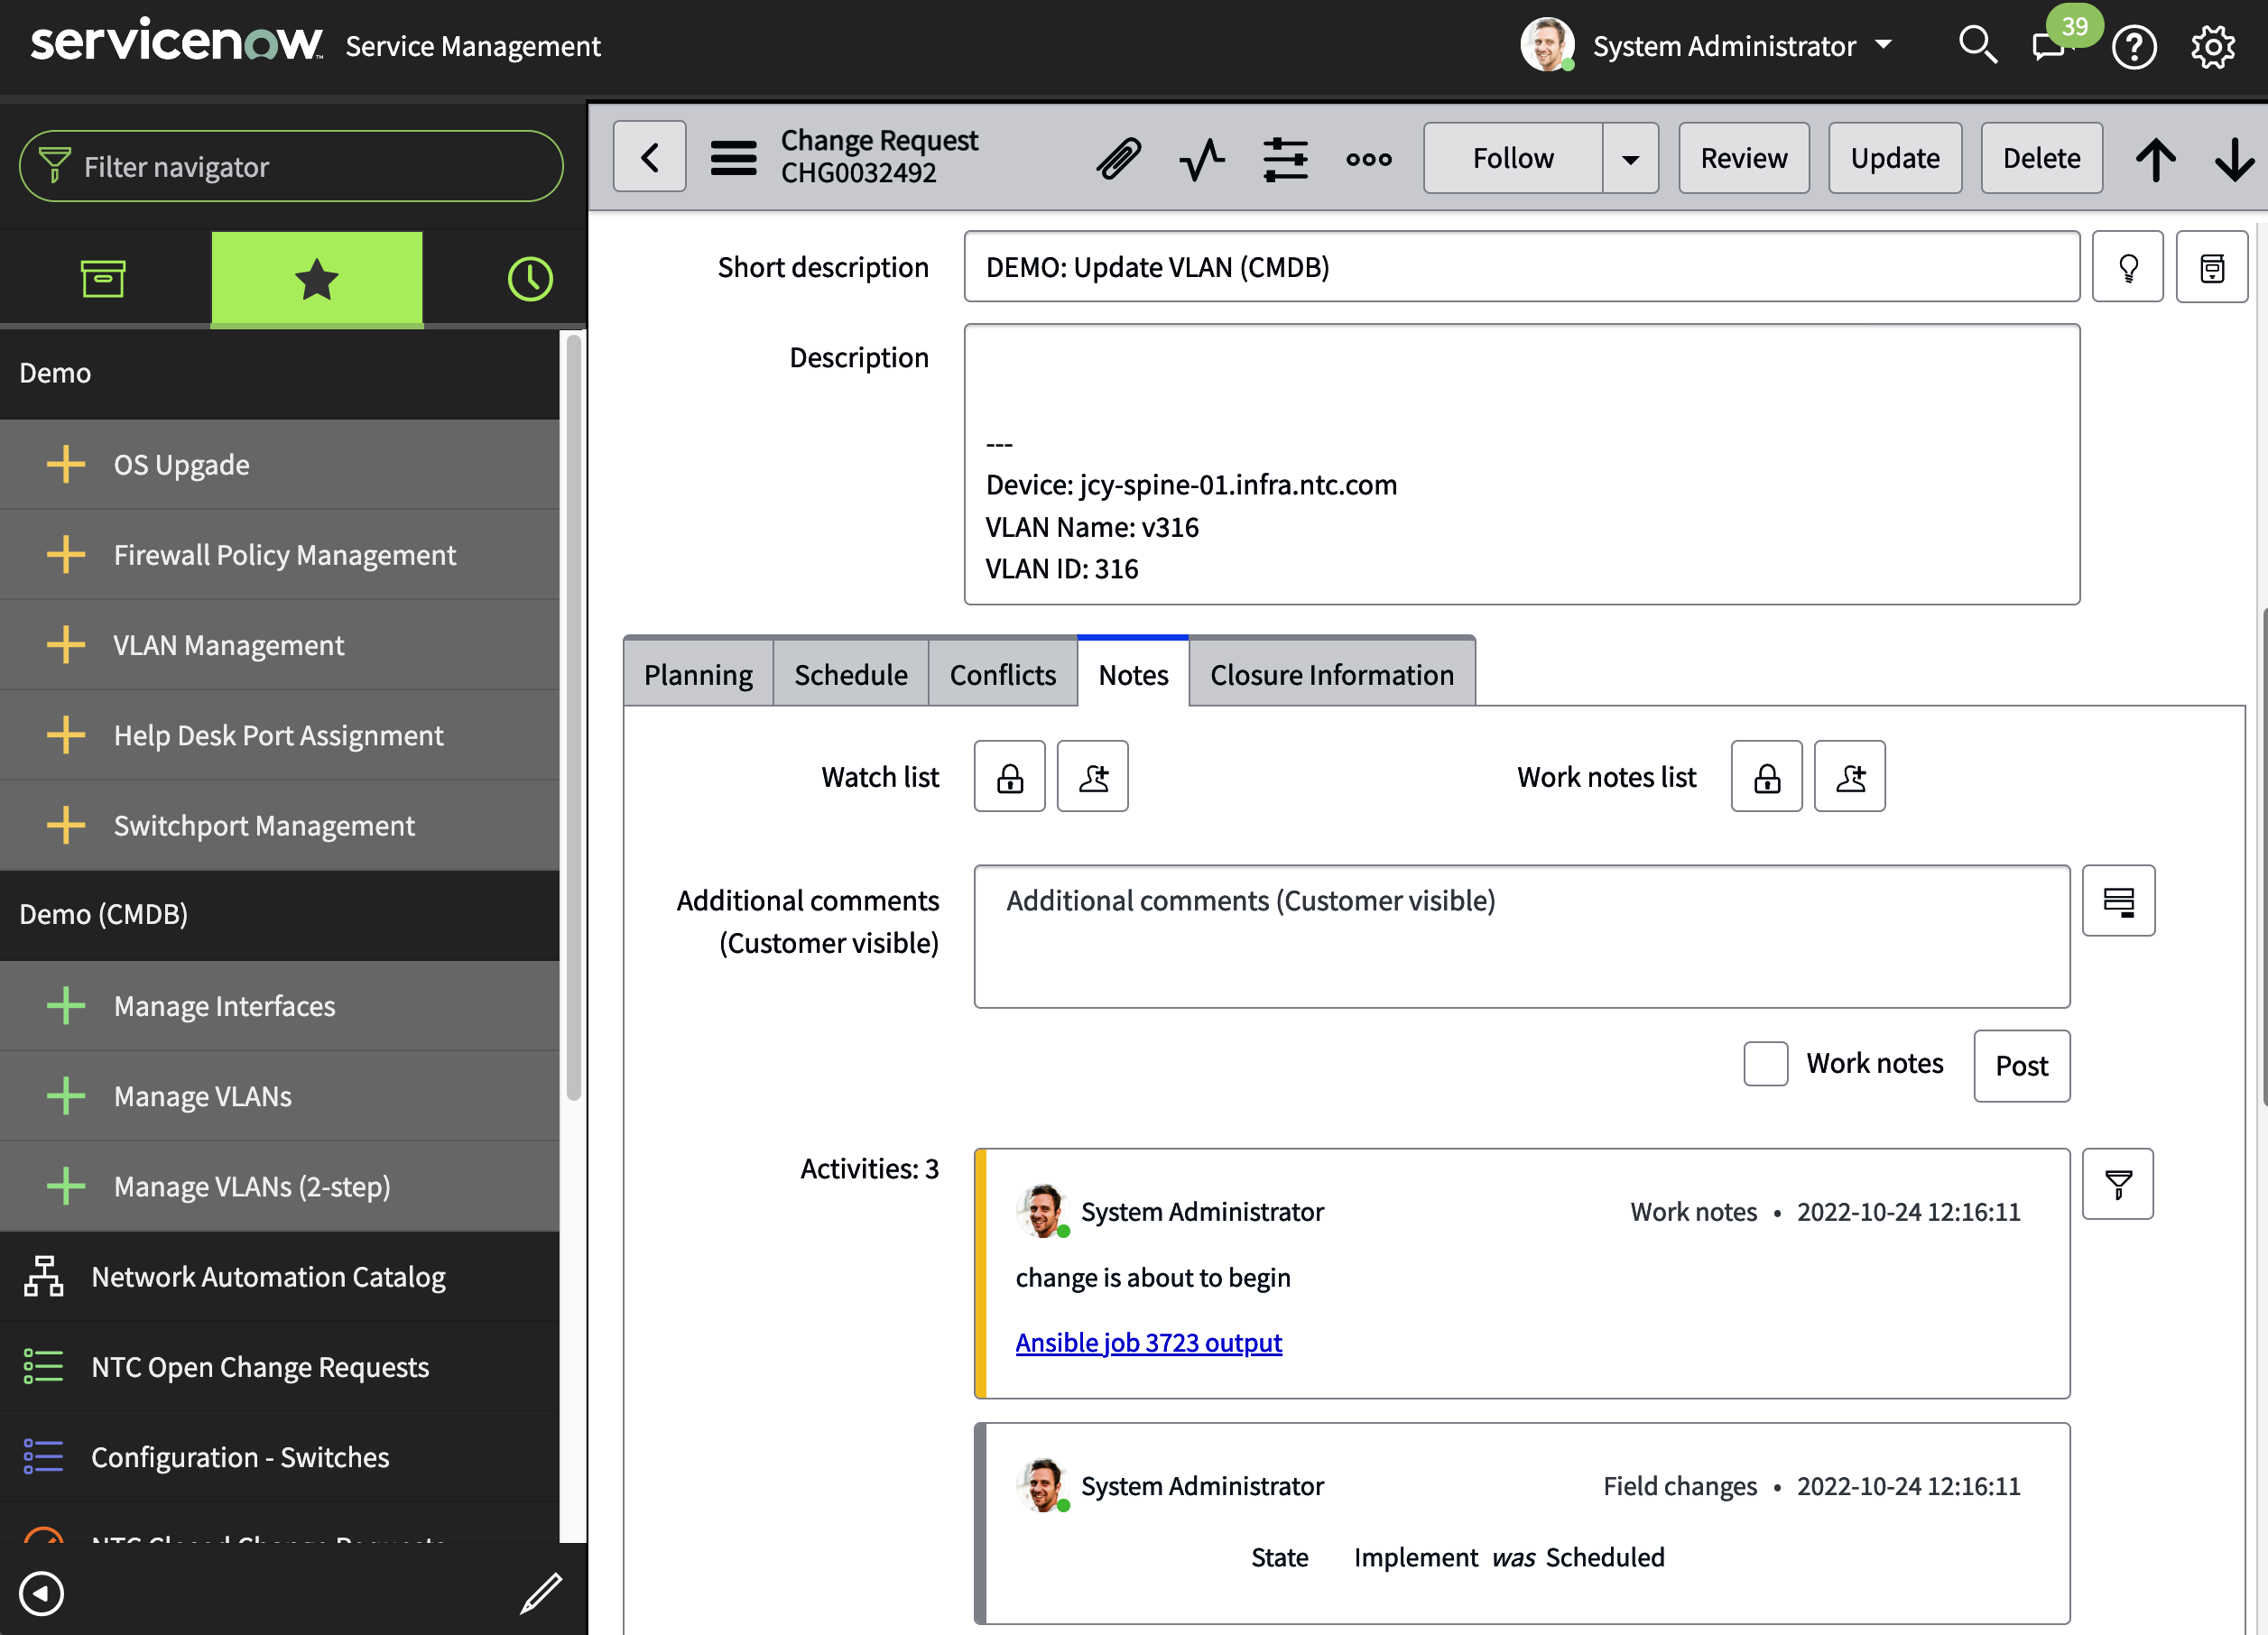 servicenow Service Management
System Administrator
39
Filter navigator
Demo
OS Upgade
Firewall Policy Management
VLAN Management
Help Desk Port Assignment
Switchport Management
Demo (CMDB)
Manage Interfaces
Manage VLANs
Manage VLANs (2-step)
Network Automation Catalog
NTC Open Change Requests
Configuration - Switches
NTC Closed Change Requests
Change Request
CHG0032492
Follow
Review
Update
Delete
Short description
DEMO: Update VLAN (CMDB)
Description
---
Device: jcy-spine-01.infra.ntc.com
VLAN Name: v316
VLAN ID: 316
Planning
Schedule
Conflicts
Notes
Closure Information
Watch list
Work notes list
Additional comments
(Customer visible)
Additional comments (Customer visible)
Work notes
Post
Activities: 3
System Administrator
Work notes • 2022-10-24 12:16:11
change is about to begin
Ansible job 3723 output
System Administrator
Field changes • 2022-10-24 12:16:11
State Implement was Scheduled